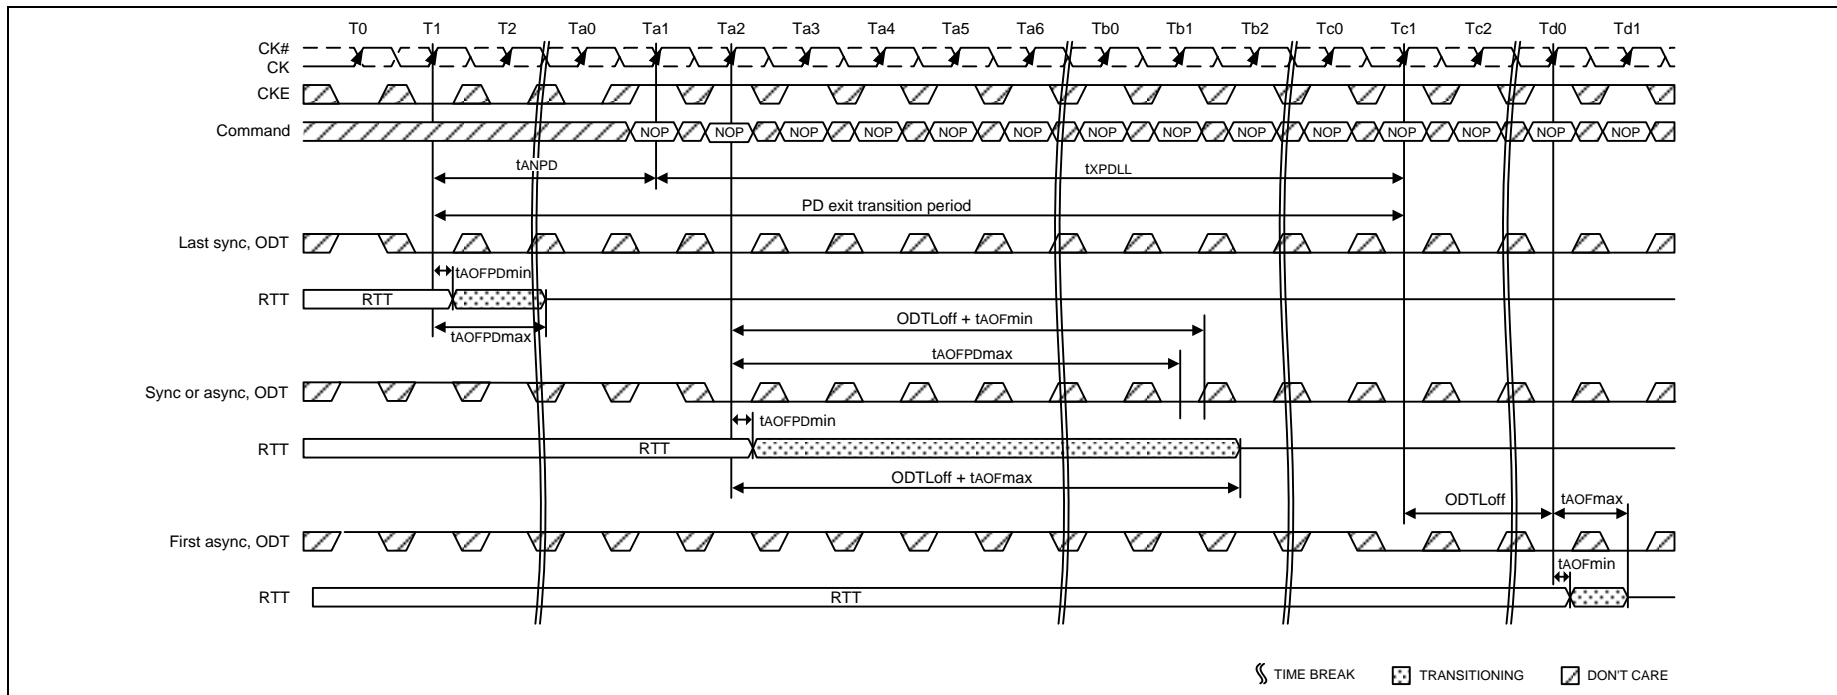 T0 T1 T2 Ta0 Ta1 Ta2 Ta3 Ta4 Ta5 Ta6 Tb0 Tb1 Tb2 Tc0 Tc1 Tc2 Td0 Td1
CK#
CK
CKE
Command NOP NOP NOP NOP NOP NOP NOP NOP NOP NOP NOP NOP NOP NOP
tANPD tXPDLL
PD exit transition period
Last sync, ODT
tAOFPDmin
RTT RTT
tAOFPDmax
ODTLoff + tAOFmin
tAOFPDmax
Sync or async, ODT
tAOFPDmin
RTT RTT
ODTLoff + tAOFmax
ODTLoff tAOFmax
First async, ODT
tAOFmin
RTT RTT
TIME BREAK TRANSITIONING DON'T CARE